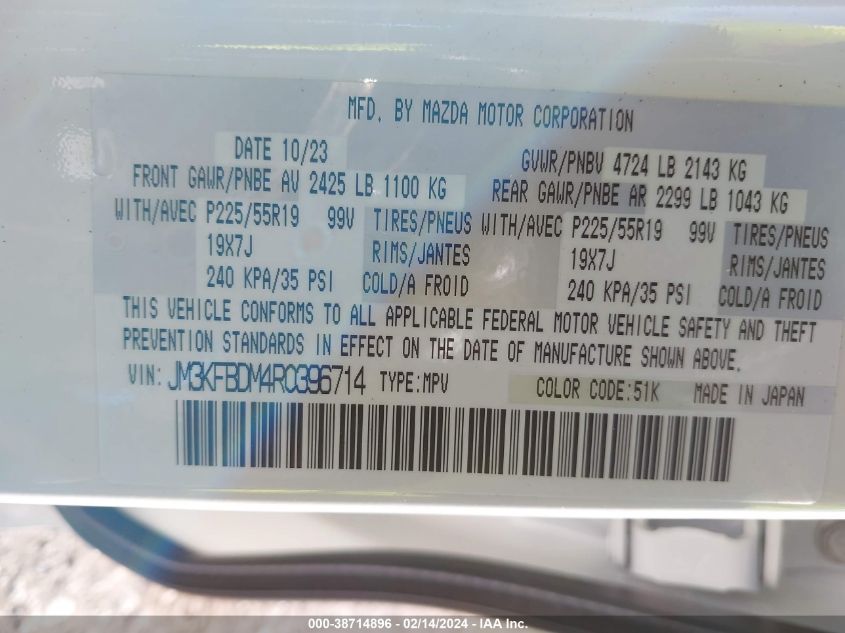 MFD. BY MAZDA MOTOR CORPORATION
DATE 10/23 GVWR/PNBV 4724 LB 2143 KG
FRONT GAWR/PNBE AV 2425 LB 1100 KG REAR GAWR/PNBE AR 2299 LB 1043 KG
WITH/AVEC P225/55R19 99V TIRES/PNEUS WITH/AVEC P225/55R19 99V TIRES/PNEUS
19X7J RIMS/JANTES 19X7J RIMS/JANTES
240 KPA/35 PSI COLD/A FROID 240 KPA/35 PSI COLD/A FROID
THIS VEHICLE CONFORMS TO ALL APPLICABLE FEDERAL MOTOR VEHICLE SAFETY AND THEFT
PREVENTION STANDARDS IN EFFECT ON THE DATE OF MANUFACTURE SHOWN ABOVE.
VIN: JM3KFBDM4R0396714 TYPE:MPV COLOR CODE:51K MADE IN JAPAN
000-38714896 - 02/14/2024 - IAA Inc.